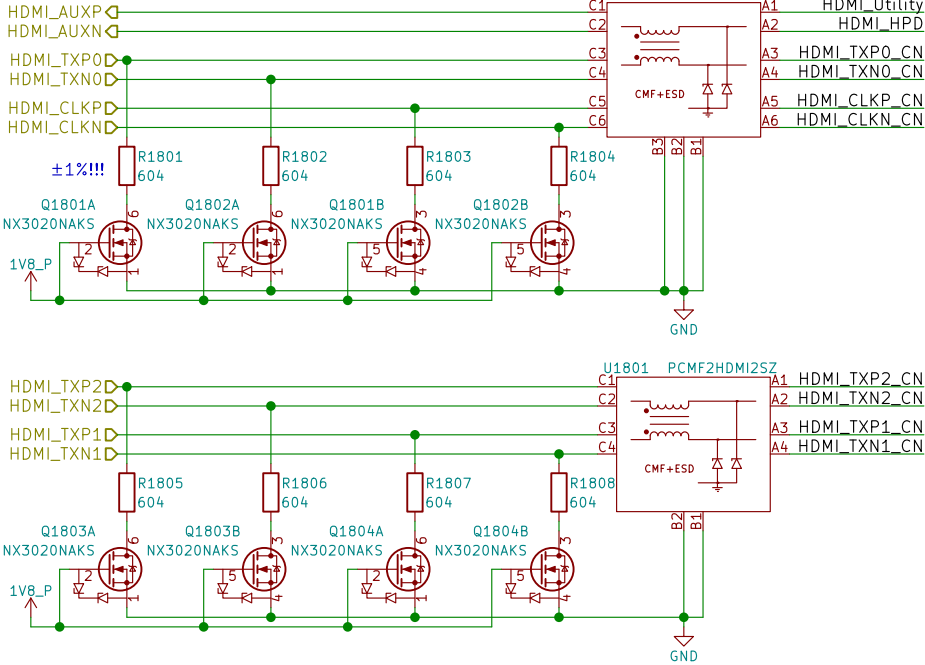 HDMI_AUXP C1 A1 HDMI_Utility
HDMI_AUXN C2 A2 HDMI_HPD
HDMI_TXP0 C3 A3 HDMI_TXP0_CN
HDMI_TXN0 C4 A4 HDMI_TXN0_CN
CMF+ESD
HDMI_CLKP C5 A5 HDMI_CLKP_CN
HDMI_CLKN C6 A6 HDMI_CLKN_CN
B3 B2 B1
R1801 R1802 R1803 R1804
±1%!!! 604 604 604 604
Q1801A Q1802A Q1801B Q1802B
6 6 3 3
NX3020NAKS NX3020NAKS NX3020NAKS NX3020NAKS
2 2 5 5
1V8_P
1 1 4 4
GND
U1801 PCMF2HDMI2SZ
HDMI_TXP2 C1 A1 HDMI_TXP2_CN
HDMI_TXN2 C2 A2 HDMI_TXN2_CN
HDMI_TXP1 C3 A3 HDMI_TXP1_CN
HDMI_TXN1 C4 A4 HDMI_TXN1_CN
CMF+ESD
R1805 R1806 R1807 R1808
604 604 604 604
B2 B1
Q1803A Q1803B Q1804A Q1804B
6 3 6 3
NX3020NAKS NX3020NAKS NX3020NAKS NX3020NAKS
2 5 2 5
1V8_P
1 4 1 4
GND